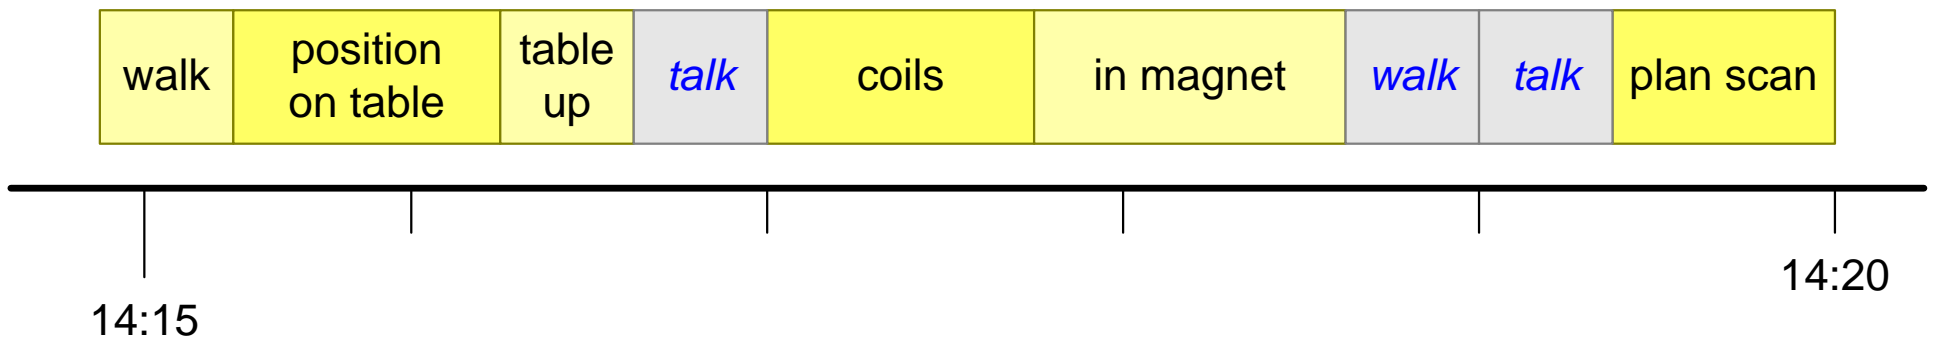 walk
position
on table
table
up
talk
coils
in magnet
walk
talk
plan scan
14:15
14:20